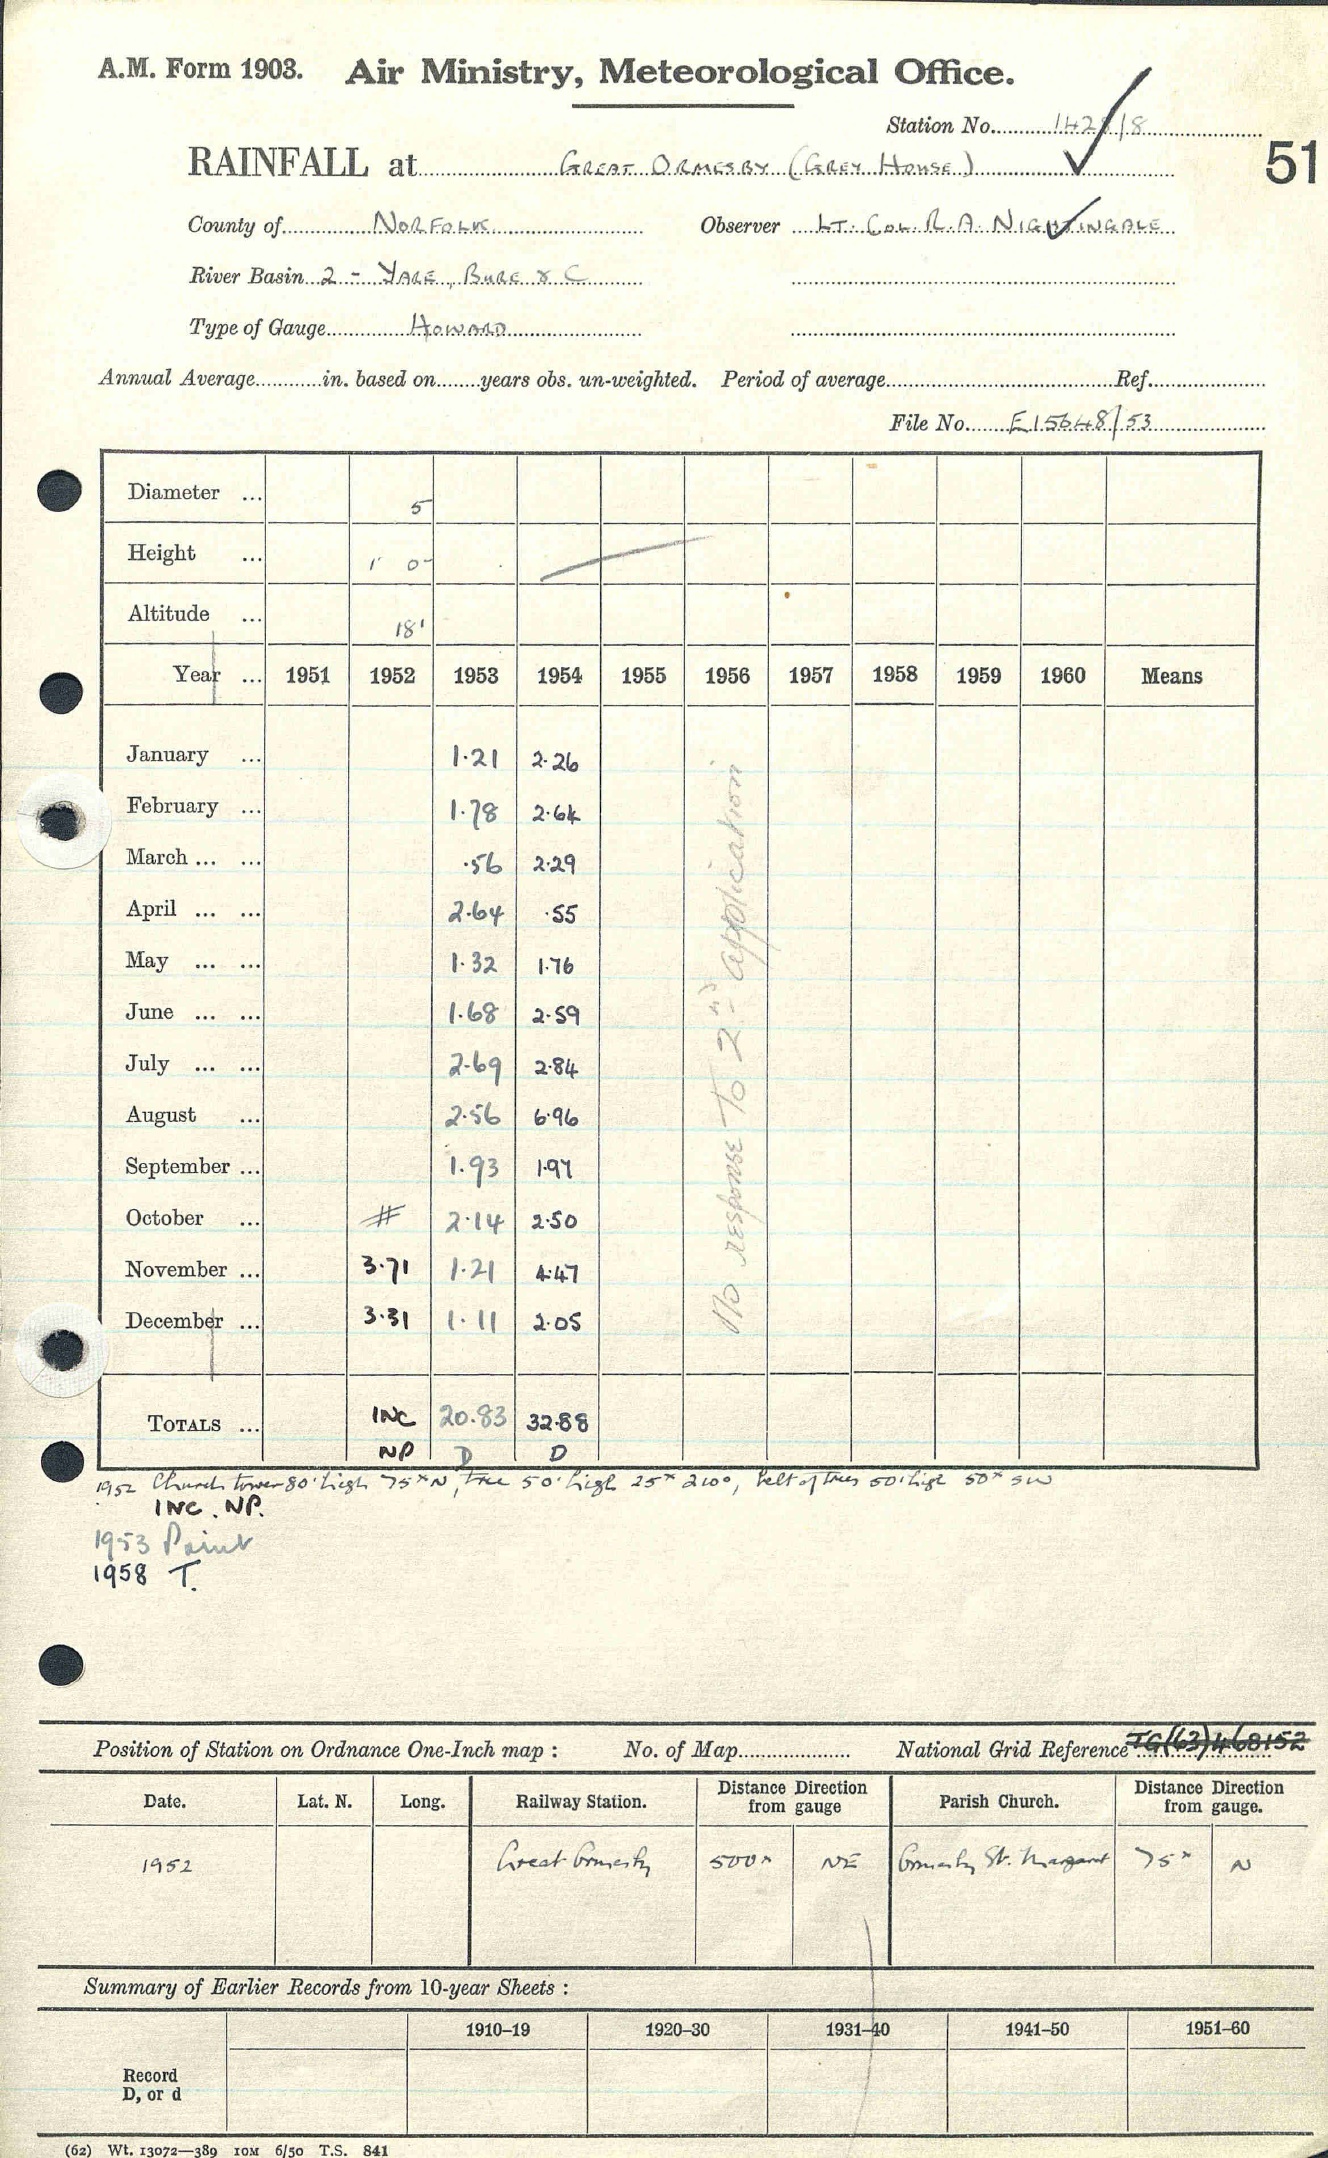 A.M. Form 1903. Air Ministry, Meteorological Office.
Station No. 1428/8
RAINFALL at GREAT ORMESBY (GREY HOUSE)
51
County of NORFOLK Observer LT. COL. R. A. NIGHTINGALE
River Basin 2 - YARE, BURE & C
Type of Gauge HOWARD
Annual Average............in. based on........years obs. un-weighted. Period of average..........Ref..........
File No. E15648/53
Diameter ... 5
Height ... 1' 0"
Altitude ... 18'
Year ... 1951 1952 1953 1954 1955 1956 1957 1958 1959 1960 Means
January ... 1.21 2.26
February ... 1.78 2.64
March ... ... .56 2.29
April ... ... 2.64 .55
May ... ... 1.32 1.76
June ... ... 1.68 2.59
July ... ... 2.69 2.84
August ... 2.56 6.96
September ... 1.93 1.97
October ... # 2.14 2.50
November ... 3.71 1.21 4.47
December ... 3.31 1.11 2.05
No response to 2nd application
TOTALS ... INC 20.83 32.88
NP D D
1952 Church tower 80' high 75x N, tree 50' high 25x 210°, belt of trees 50' high 50x SW
INC. NP.
1953 Point
1958 T.
Position of Station on Ordnance One-Inch map : No. of Map.................... National Grid Reference TG(63)468152
Date. Lat. N. Long. Railway Station. Distance Direction from gauge Parish Church. Distance Direction from gauge.
1952 Great Ormesby 500x NE Ormesby St. Margaret 75x N
Summary of Earlier Records from 10-year Sheets :
1910–19 1920–30 1931–40 1941–50 1951–60
Record
D, or d
(62) Wt. 13072—389 10M 6/50 T.S. 841